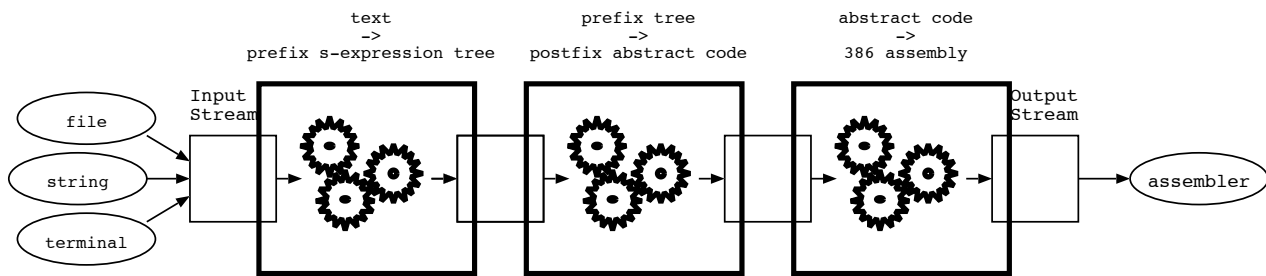 text
->
prefix s-expression tree
prefix tree
->
postfix abstract code
abstract code
->
386 assembly
Input
Stream
Output
Stream
file
string
terminal
assembler